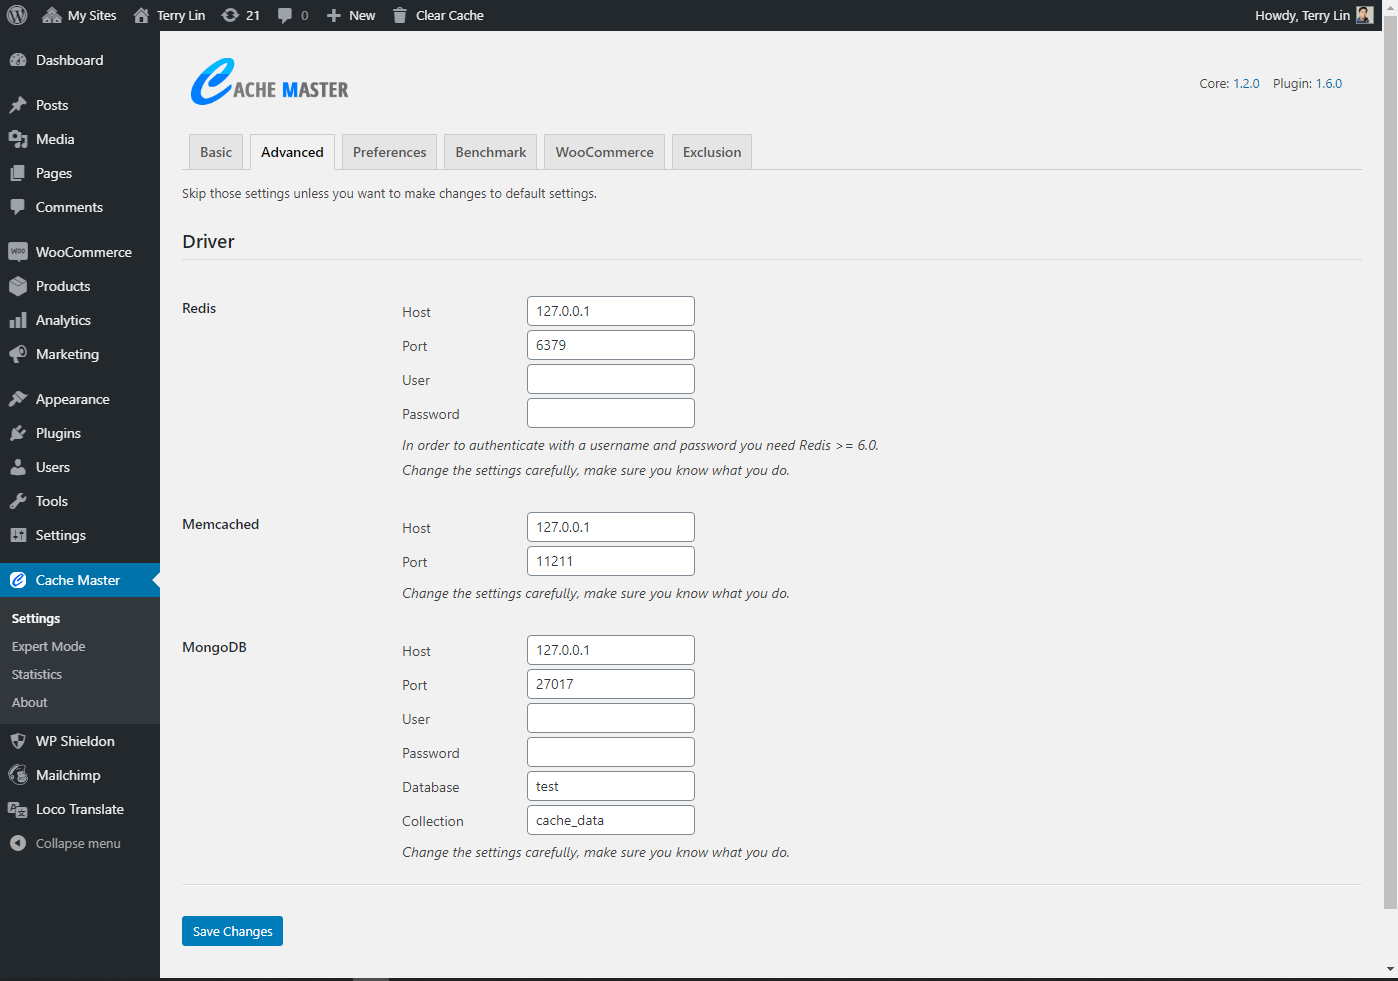 My Sites Terry Lin 21 0 New Clear Cache Howdy, Terry Lin
Dashboard
Posts
Media
Pages
Comments
WooCommerce
Products
Analytics
Marketing
Appearance
Plugins
Users
Tools
Settings
Cache Master
Settings
Expert Mode
Statistics
About
WP Shieldon
Mailchimp
Loco Translate
Collapse menu
CACHE MASTER
Core: 1.2.0 Plugin: 1.6.0
Basic Advanced Preferences Benchmark WooCommerce Exclusion
Skip those settings unless you want to make changes to default settings.
Driver
Redis
Host 127.0.0.1
Port 6379
User
Password
In order to authenticate with a username and password you need Redis >= 6.0.
Change the settings carefully, make sure you know what you do.
Memcached
Host 127.0.0.1
Port 11211
Change the settings carefully, make sure you know what you do.
MongoDB
Host 127.0.0.1
Port 27017
User
Password
Database test
Collection cache_data
Change the settings carefully, make sure you know what you do.
Save Changes